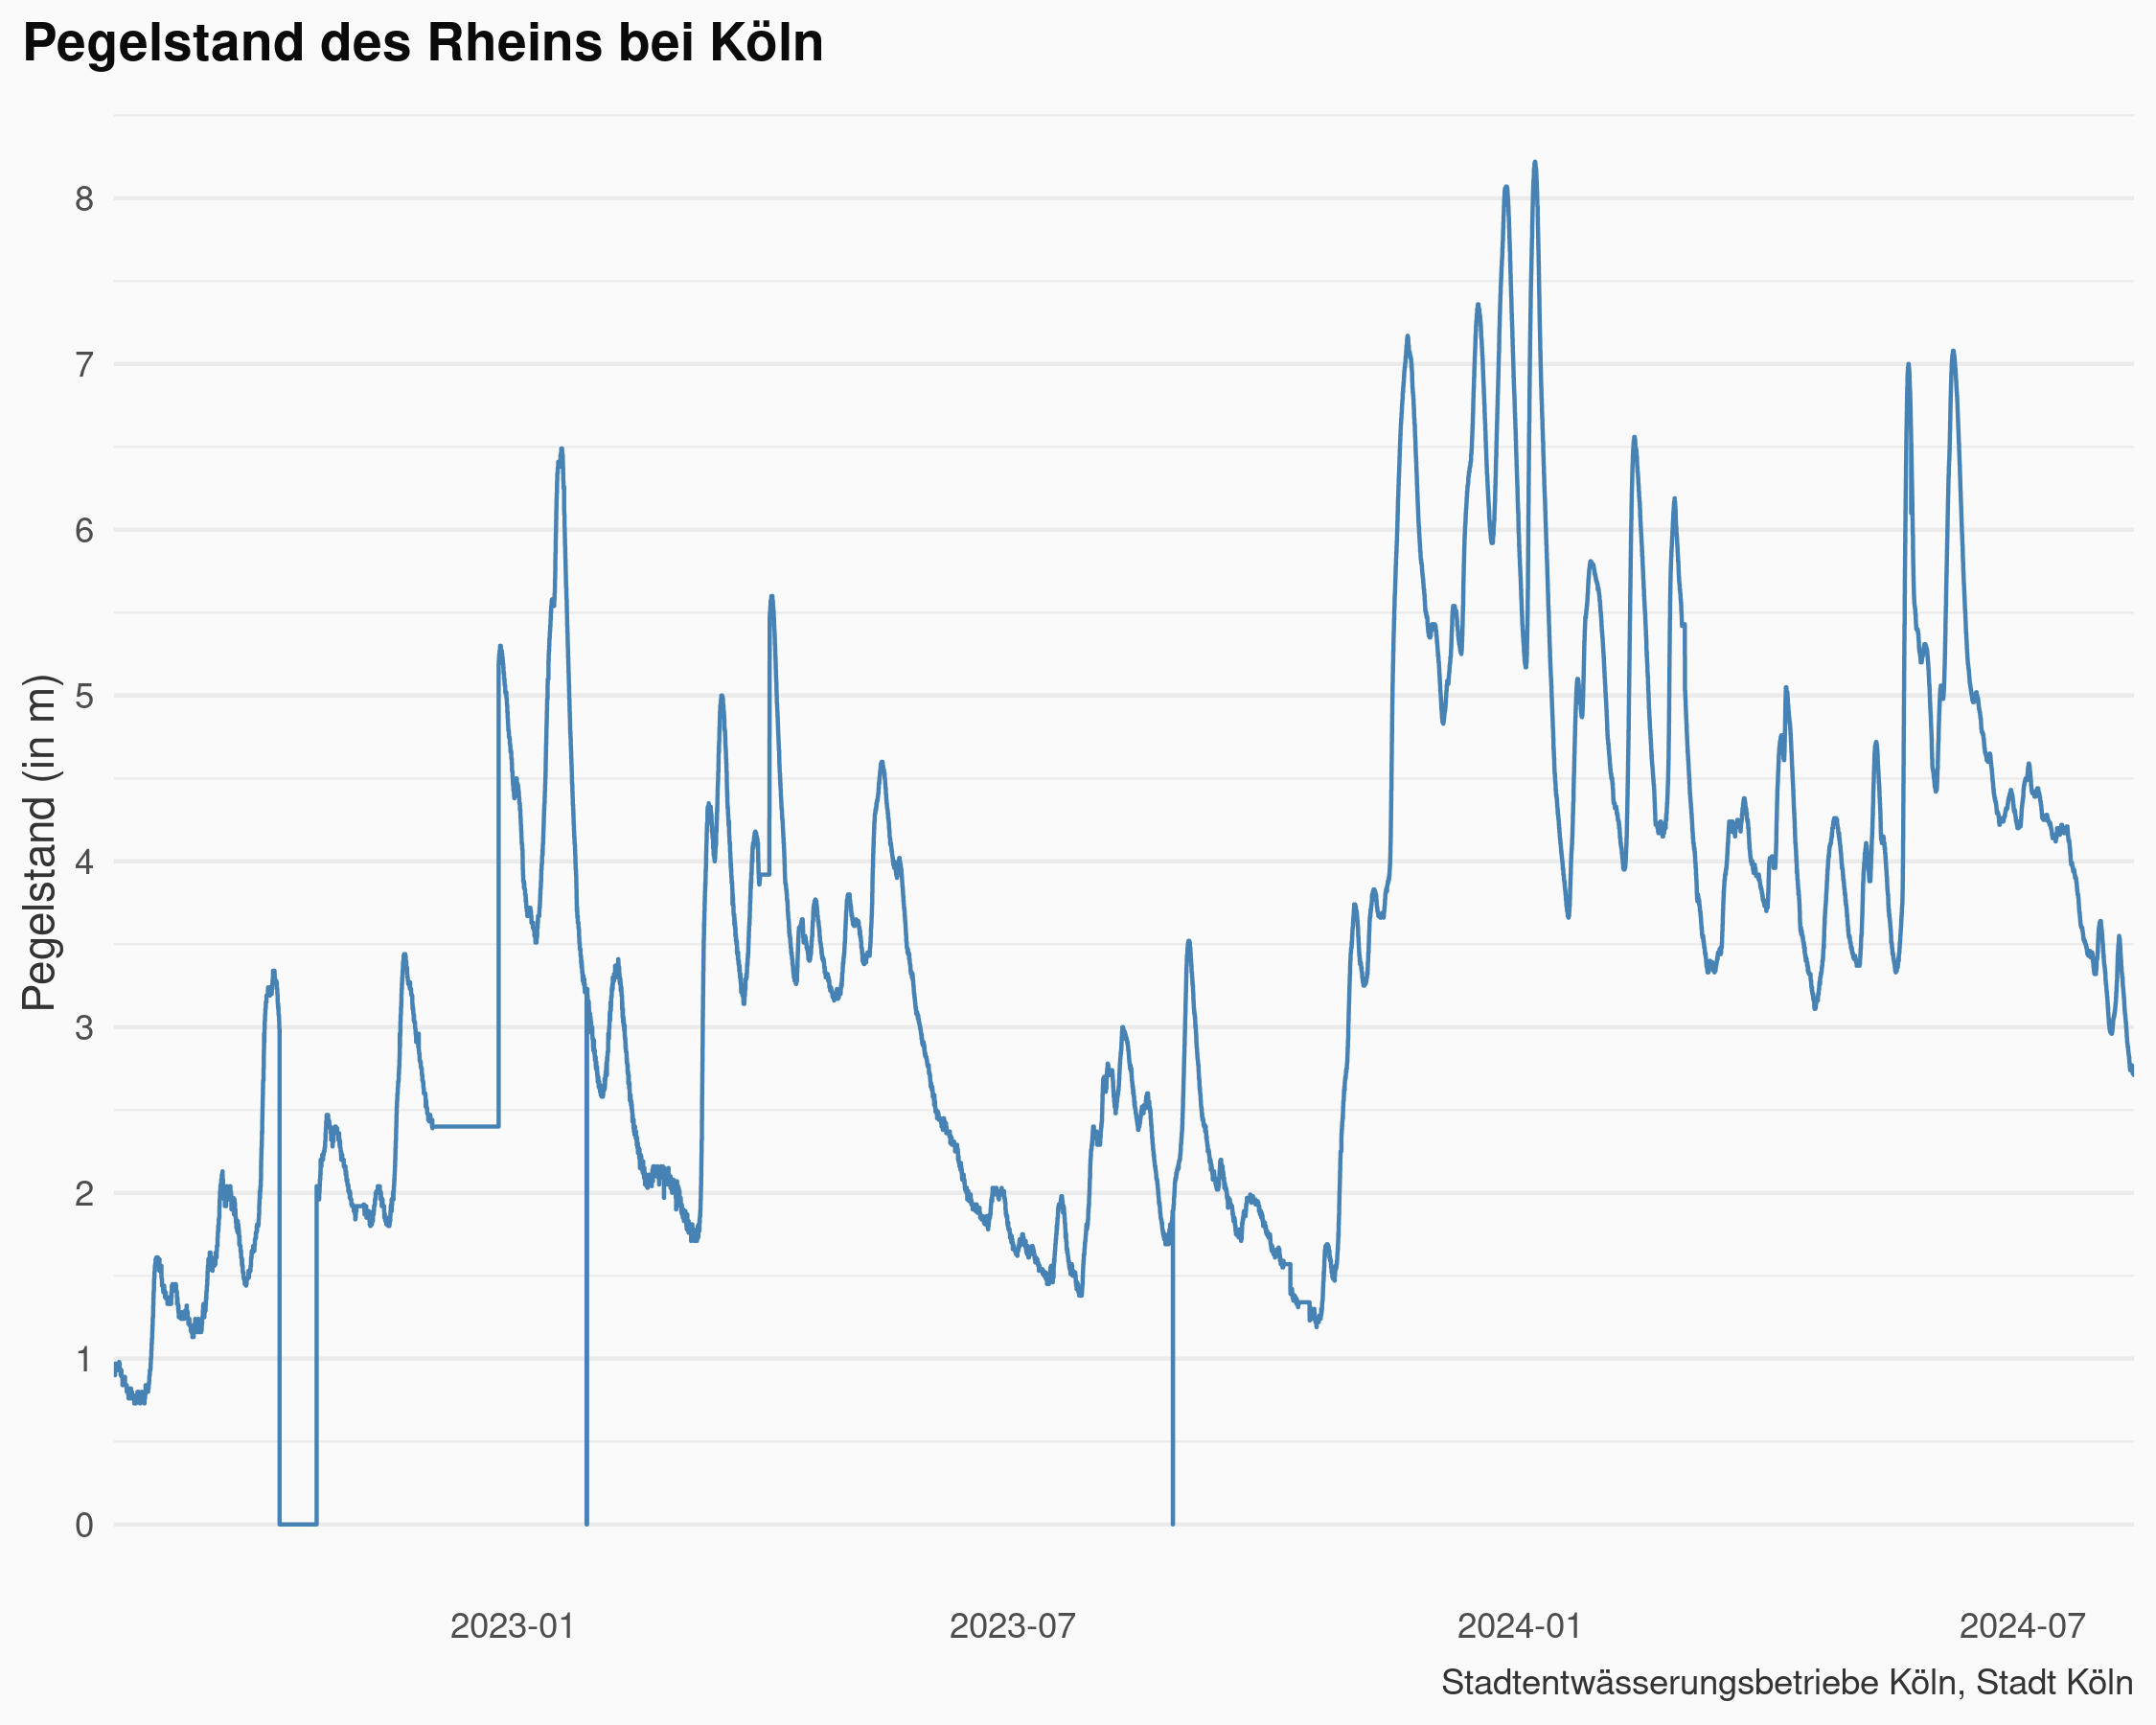 Pegelstand des Rheins bei Köln
Pegelstand (in m)
8
7
6
5
4
3
2
1
0
2023-01 2023-07 2024-01 2024-07
Stadtentwässerungsbetriebe Köln, Stadt Köln